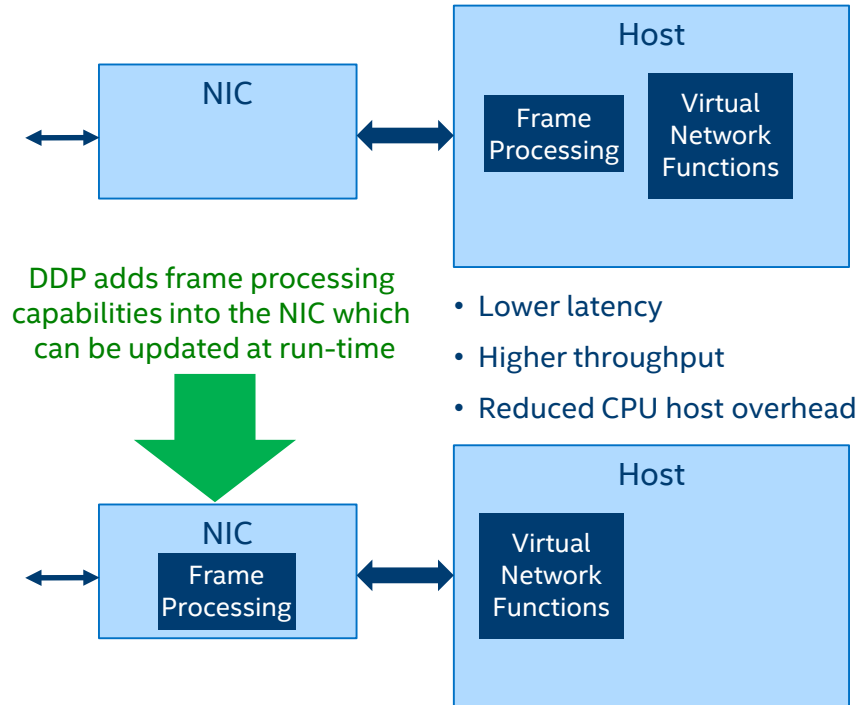 NIC
Host
Frame
Processing
Virtual
Network
Functions
DDP adds frame processing
capabilities into the NIC which
can be updated at run-time
• Lower latency
• Higher throughput
• Reduced CPU host overhead
NIC
Frame
Processing
Host
Virtual
Network
Functions